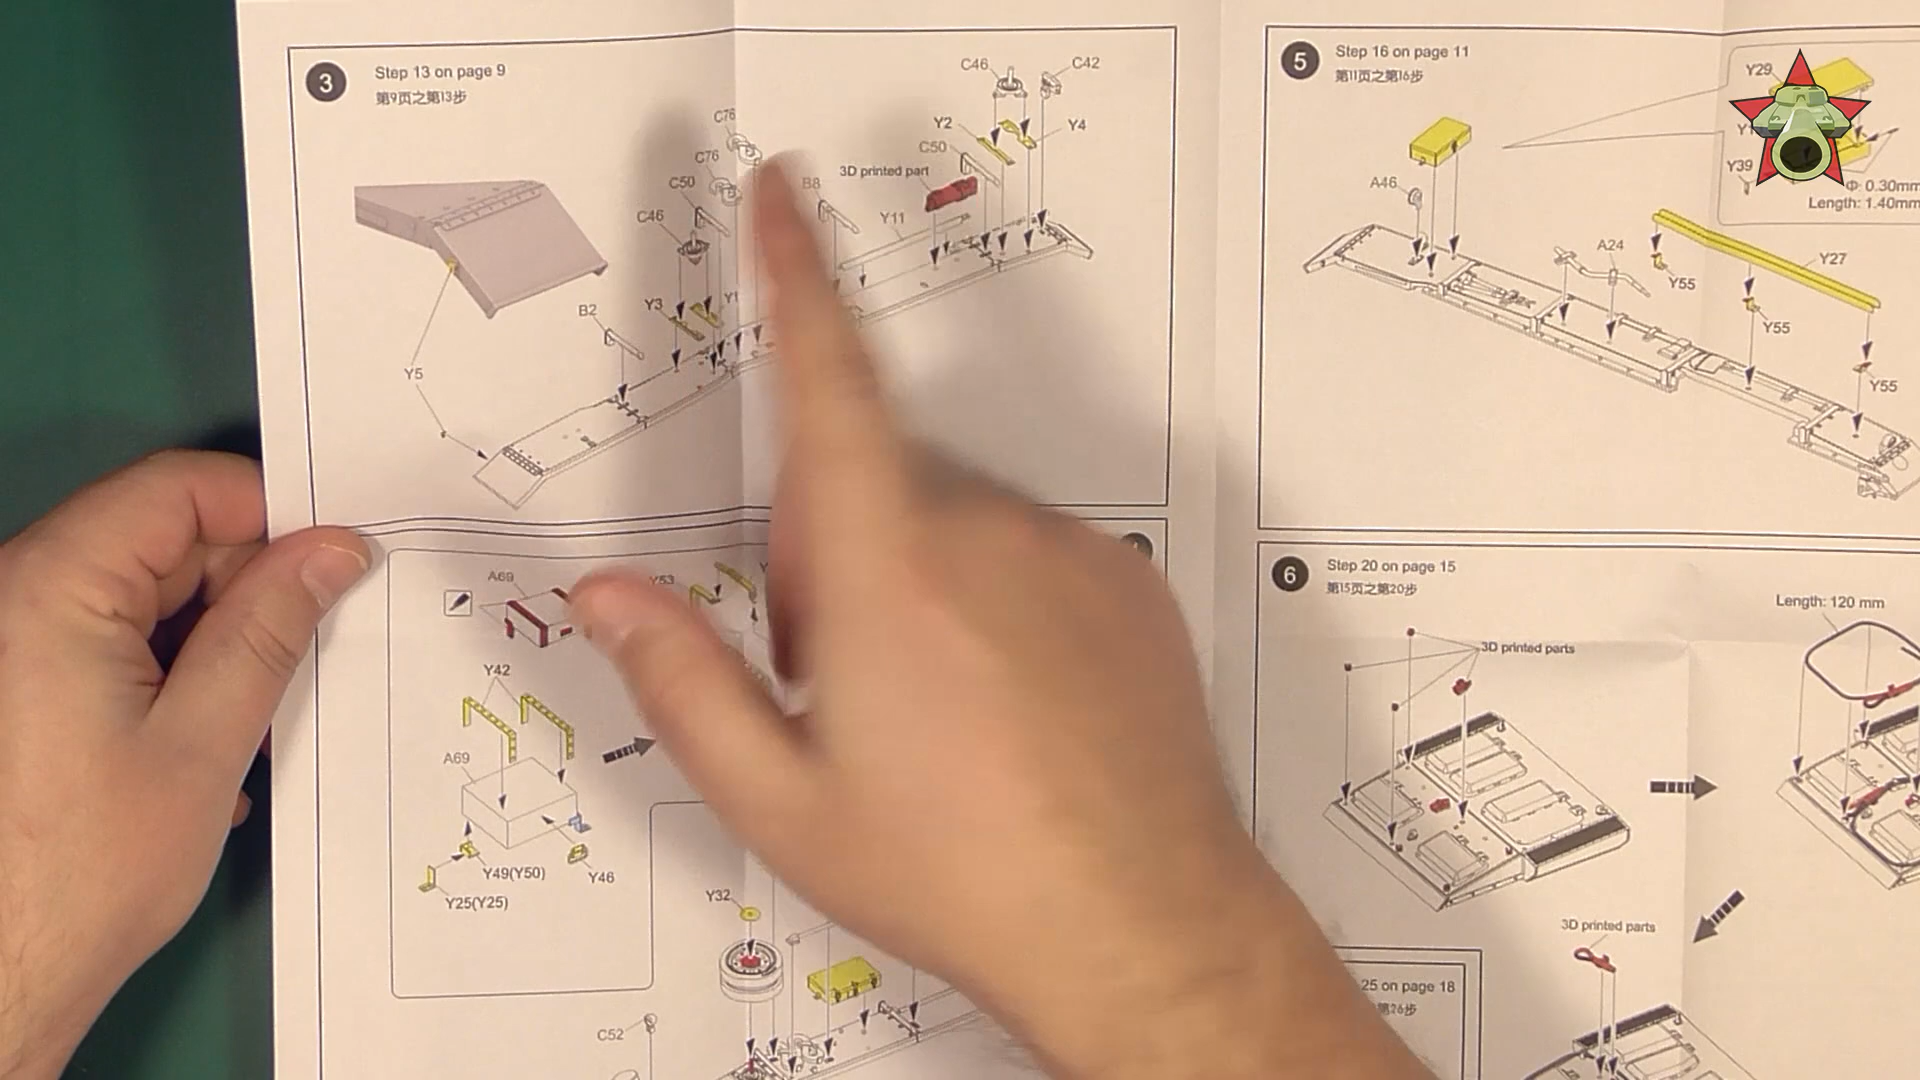 3
Step 13 on page 9
第9页之第13步
C46
C42
C76
Y2
Y4
C50
C76
3D printed part
C50
B8
C46
Y11
B2
Y3
Y5
5
Step 16 on page 11
第11页之第16步
Y29
Y39
A46
Φ: 0.30mm
Length: 1.40mm
A24
Y27
Y55
Y55
Y55
A69
Y53
Y42
A69
Y49(Y50)
Y46
Y25(Y25)
Y32
C52
6
Step 20 on page 15
第15页之第20步
Length: 120 mm
3D printed parts
3D printed parts
25 on page 18
第26步